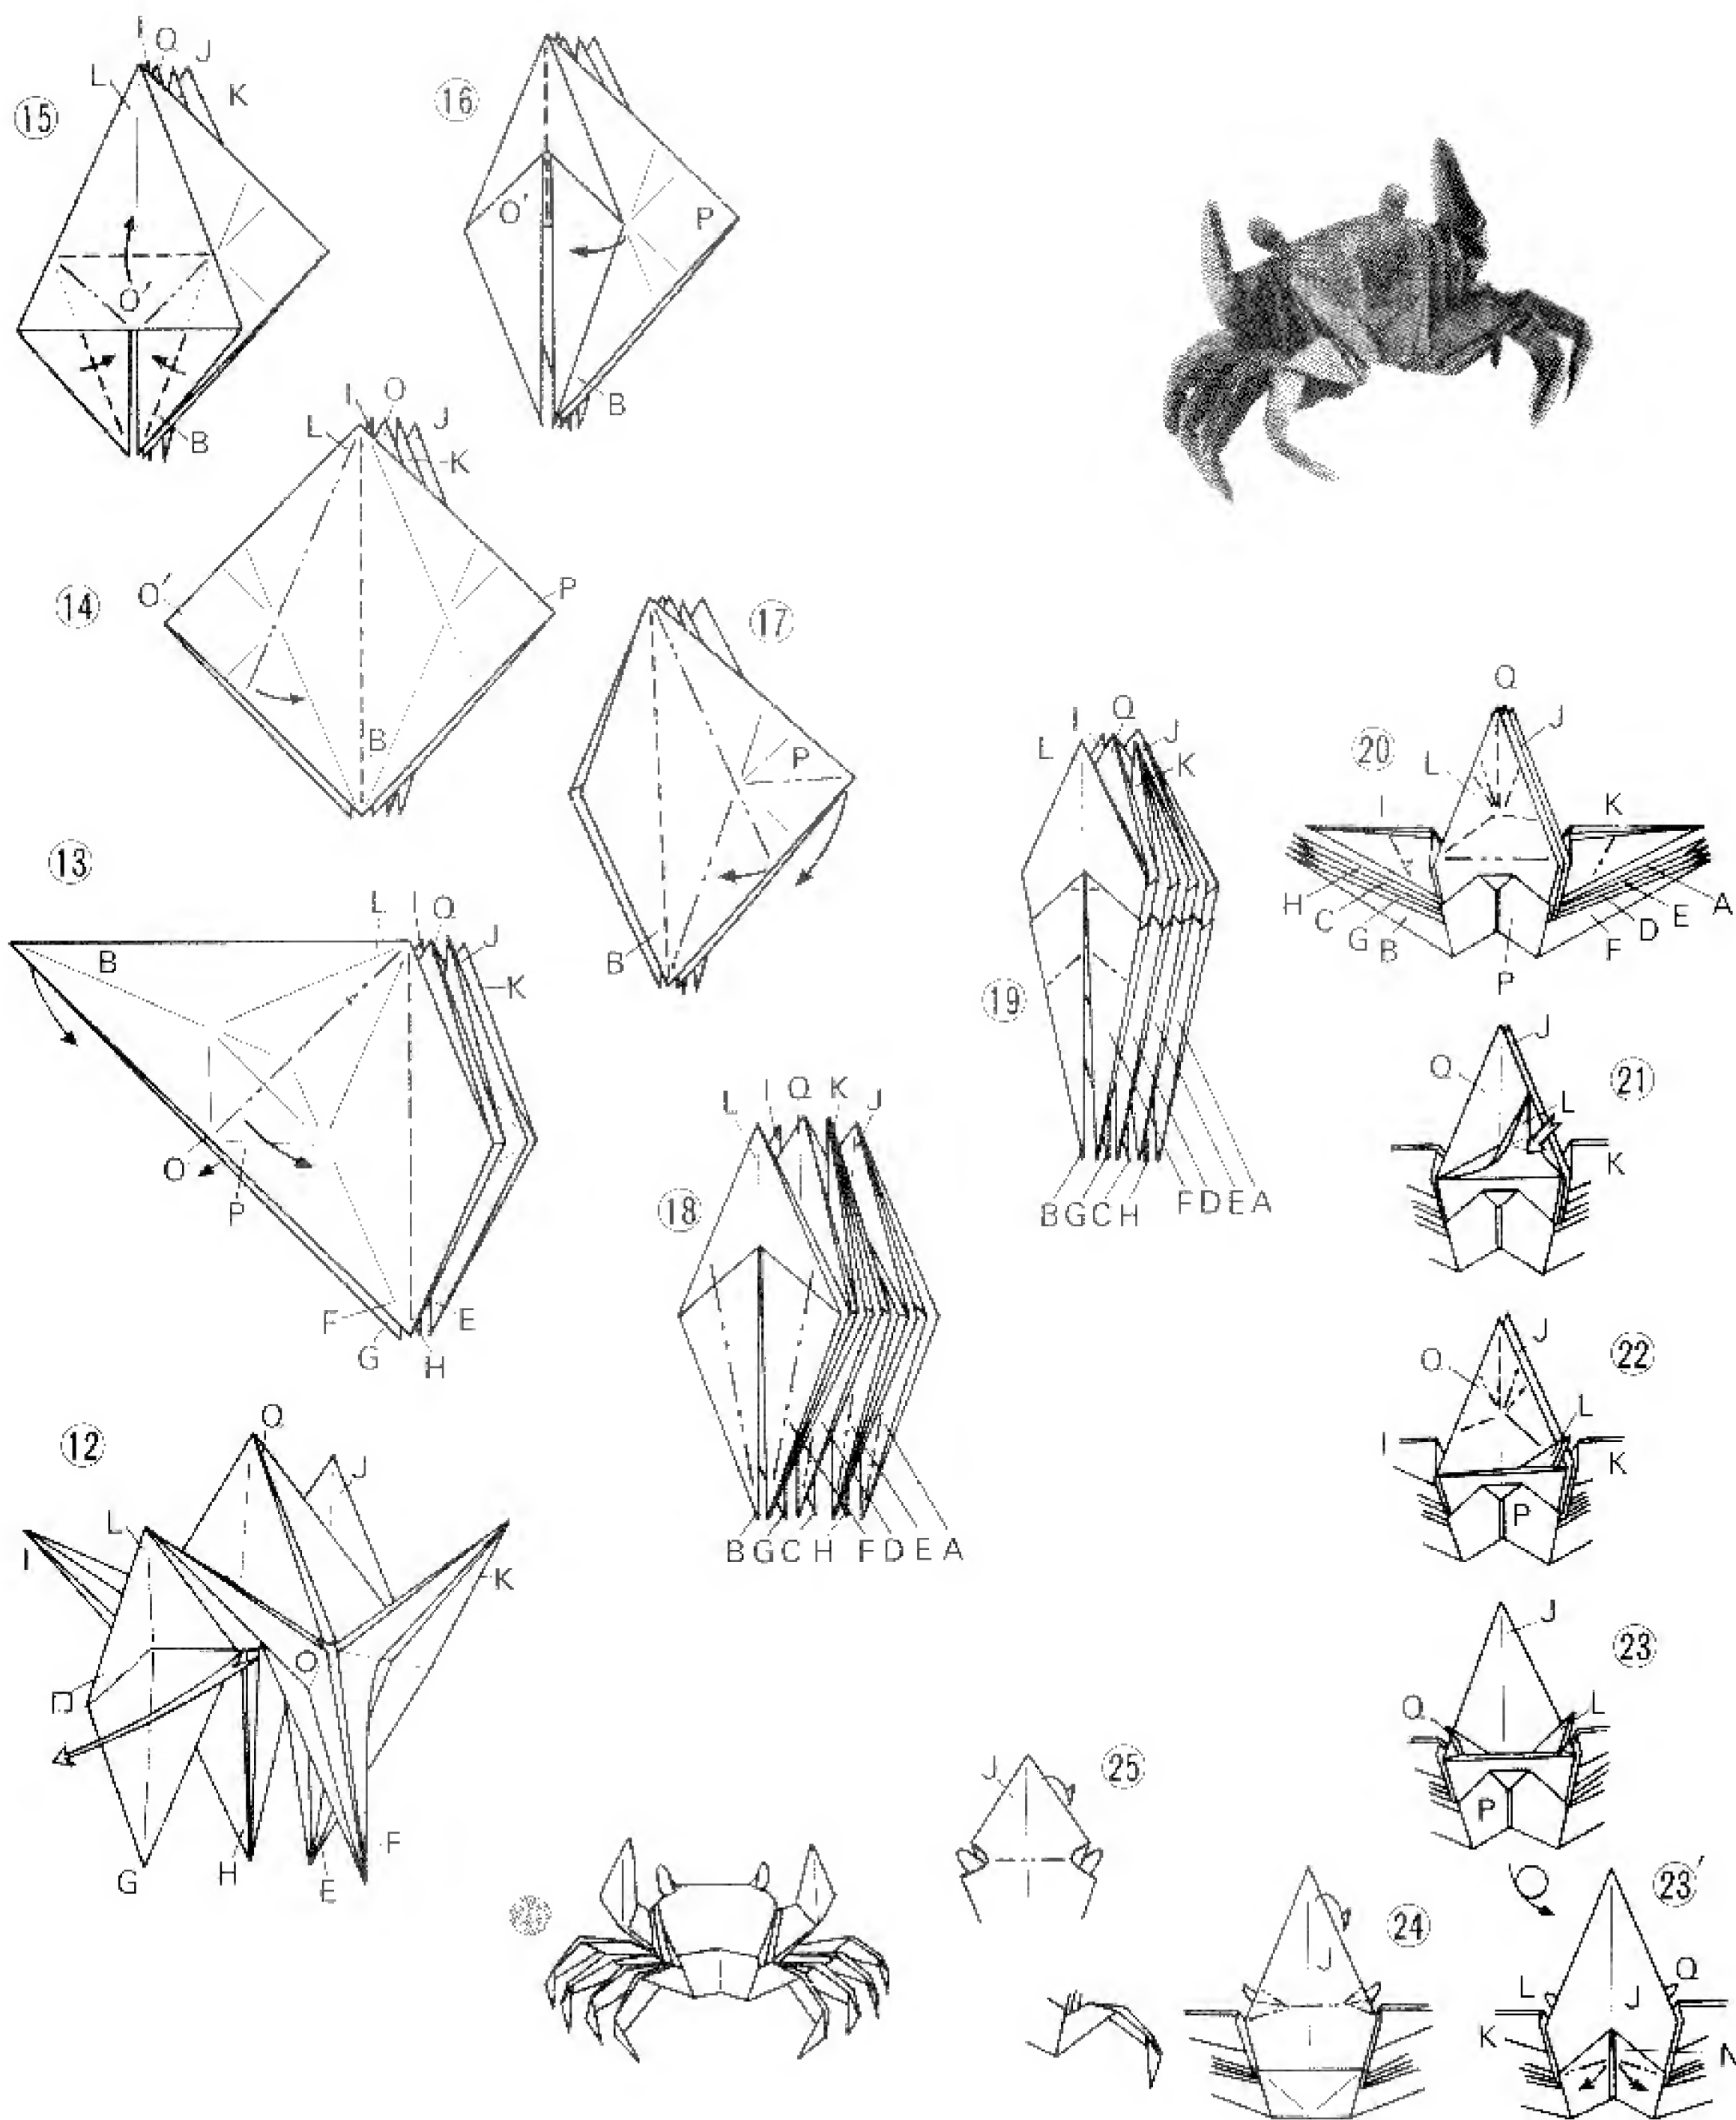 15
I Q J
L K
O′
B
16
O′ P
B
14
I O J
L K
O′ P
B
17
P
B
13
L I Q J
B K
O
P
F E
G H
12
Q
J
L
I K
O
D
F
G H E
18
L I Q K J
B G C H F D E A
19
I Q
L J
K
B G C H F D E A
20
Q
J
L
I K
H C G B F D E A
P
21
J
Q
L
K
22
J
Q
L
I K
P
23
J
Q L
P
23′
L Q
J
K N
24
J
25
J